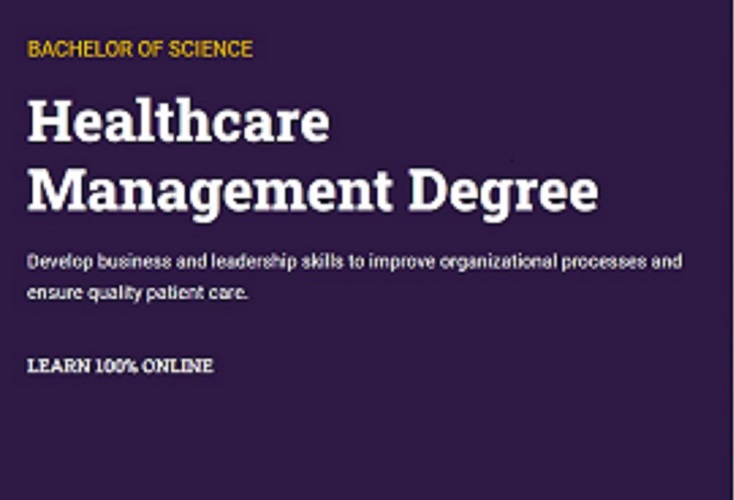 BACHELOR OF SCIENCE
Healthcare
Management Degree
Develop business and leadership skills to improve organizational processes and
ensure quality patient care.
LEARN 100% ONLINE